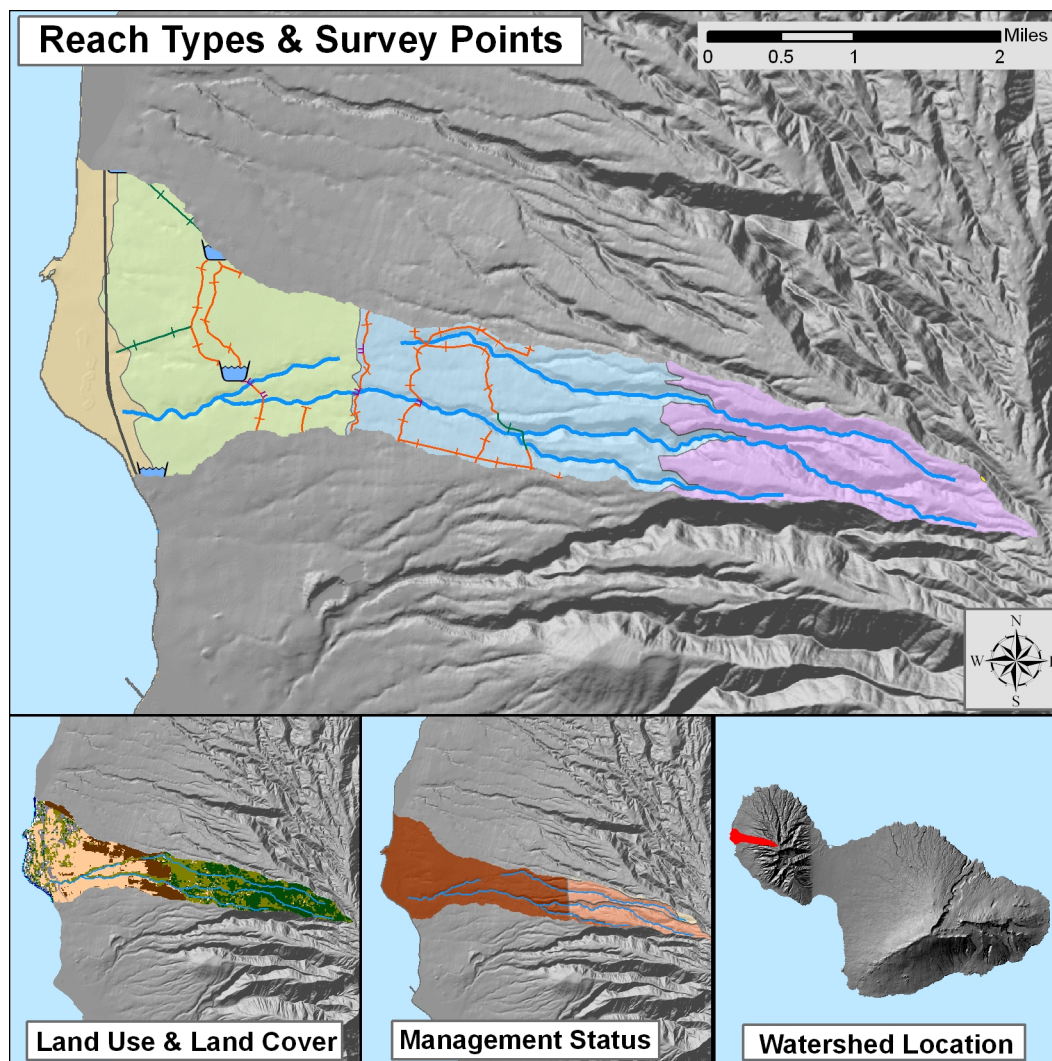 Reach Types & Survey Points
Miles
0 0.5 1 2
N
W E
S
Land Use & Land Cover
Management Status
Watershed Location